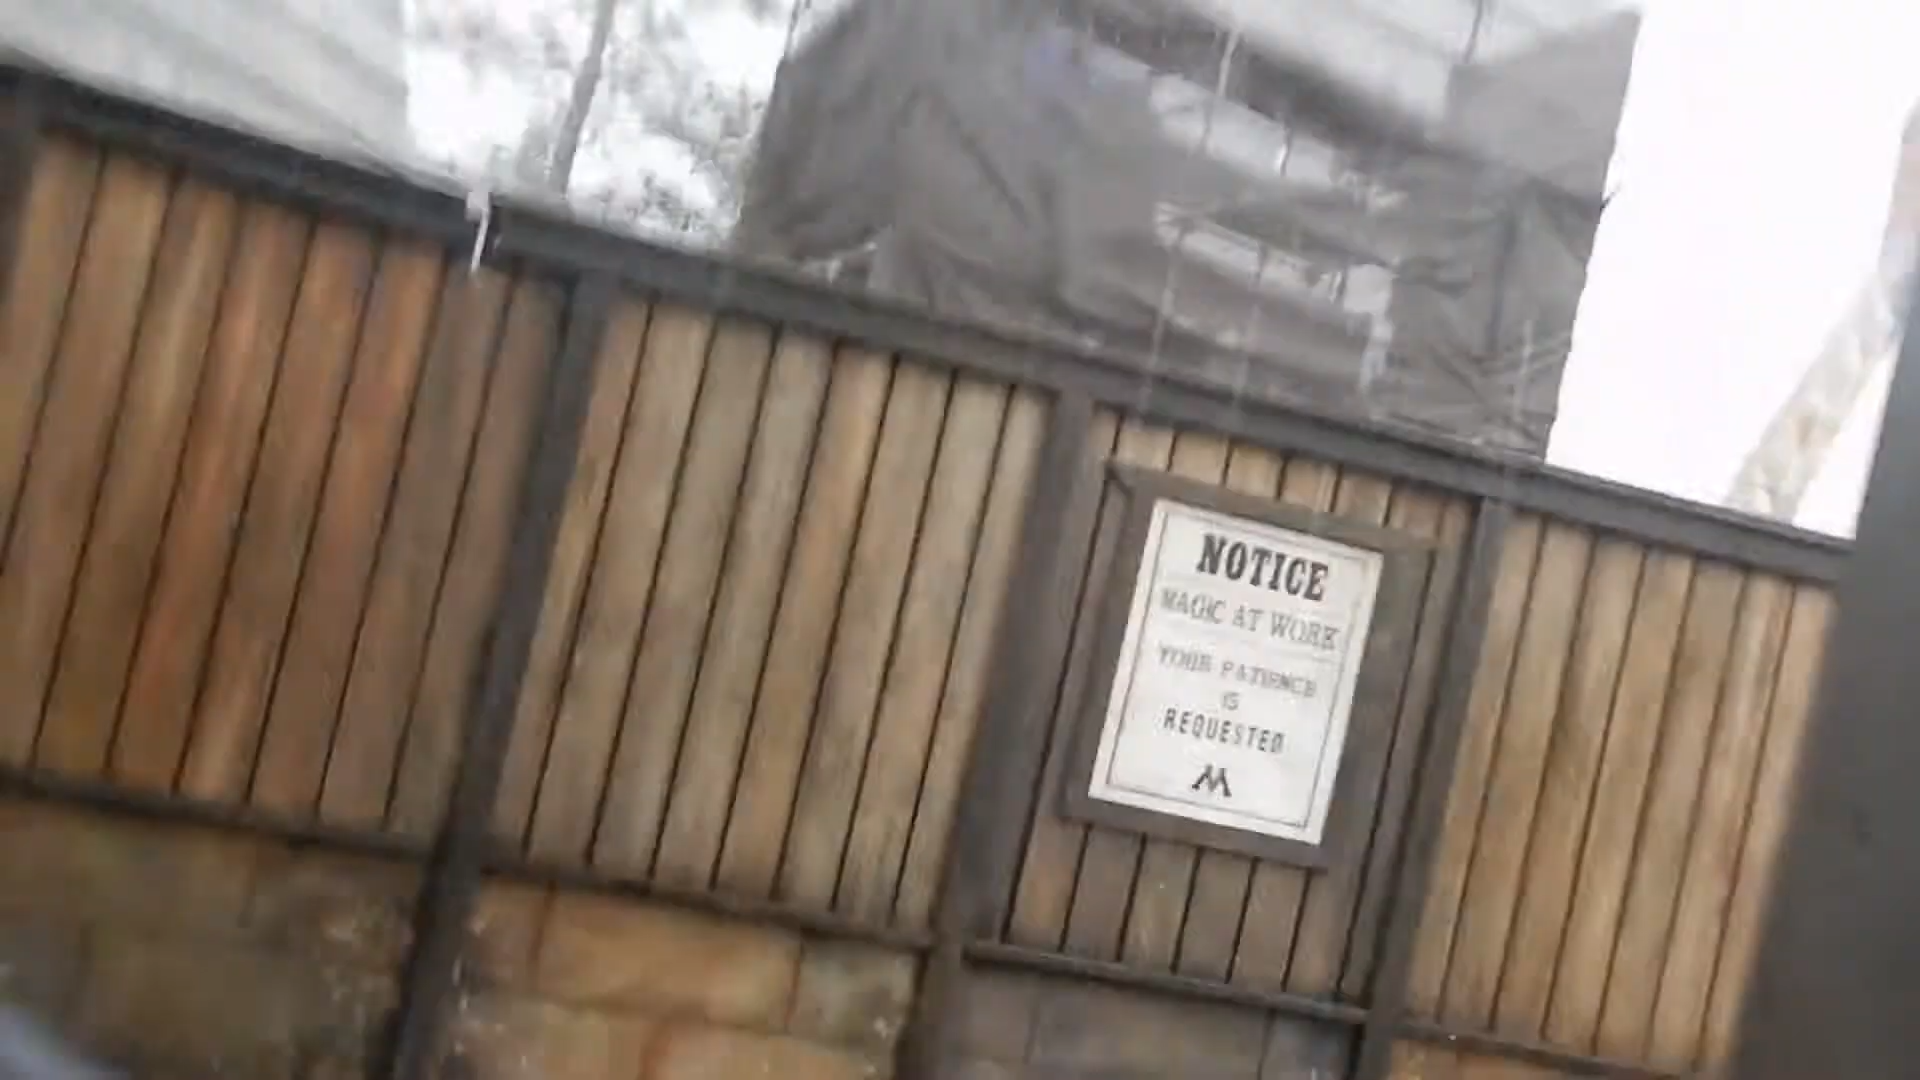 NOTICE
MAGIC AT WORK
YOUR PATIENCE
IS
REQUESTED
M